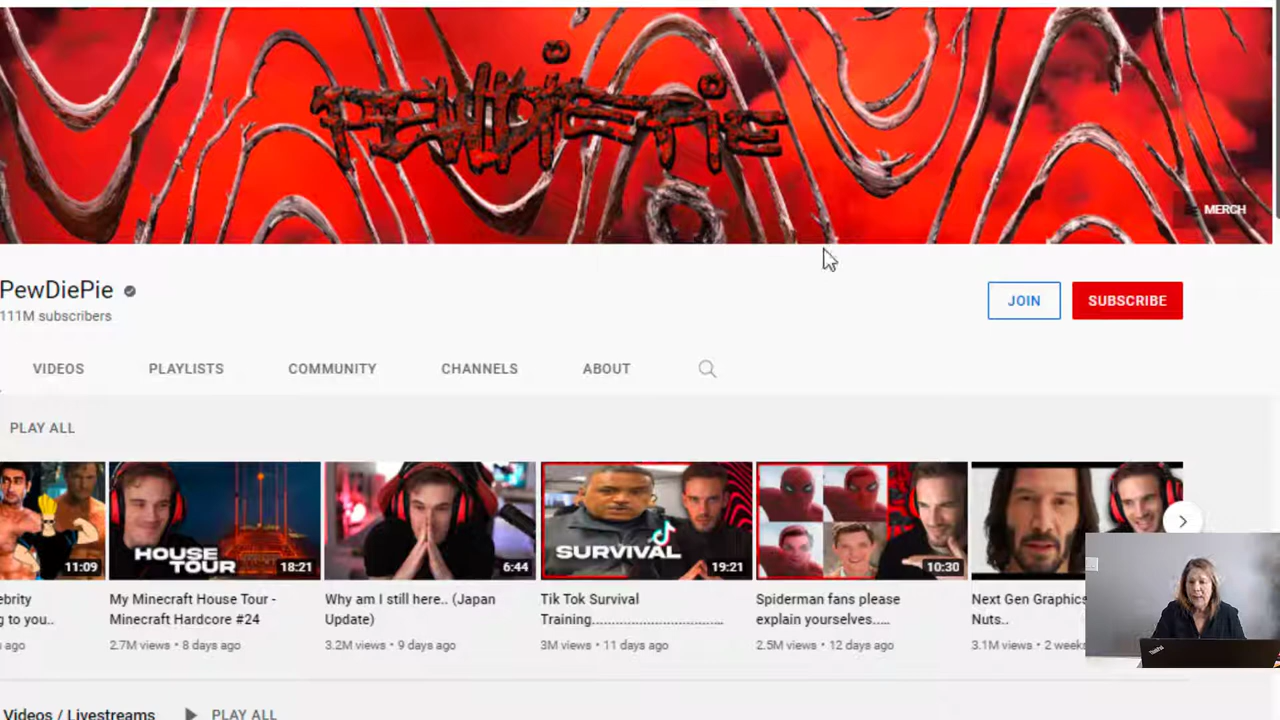 PEWDIEPIE
MERCH
PewDiePie
111M subscribers
JOIN
SUBSCRIBE
VIDEOS
PLAYLISTS
COMMUNITY
CHANNELS
ABOUT
PLAY ALL
11:09
HOUSE
TOUR
18:21
6:44
SURVIVAL
19:21
10:30
ebrity
g to you..
ago
My Minecraft House Tour -
Minecraft Hardcore #24
2.7M views • 8 days ago
Why am I still here.. (Japan
Update)
3.2M views • 9 days ago
Tik Tok Survival
Training.......................................
3M views • 11 days ago
Spiderman fans please
explain yourselves.....
2.5M views • 12 days ago
Next Gen Graphics
Nuts..
3.1M views • 2 weeks
ThinkPad
Videos / Livestreams
PLAY ALL